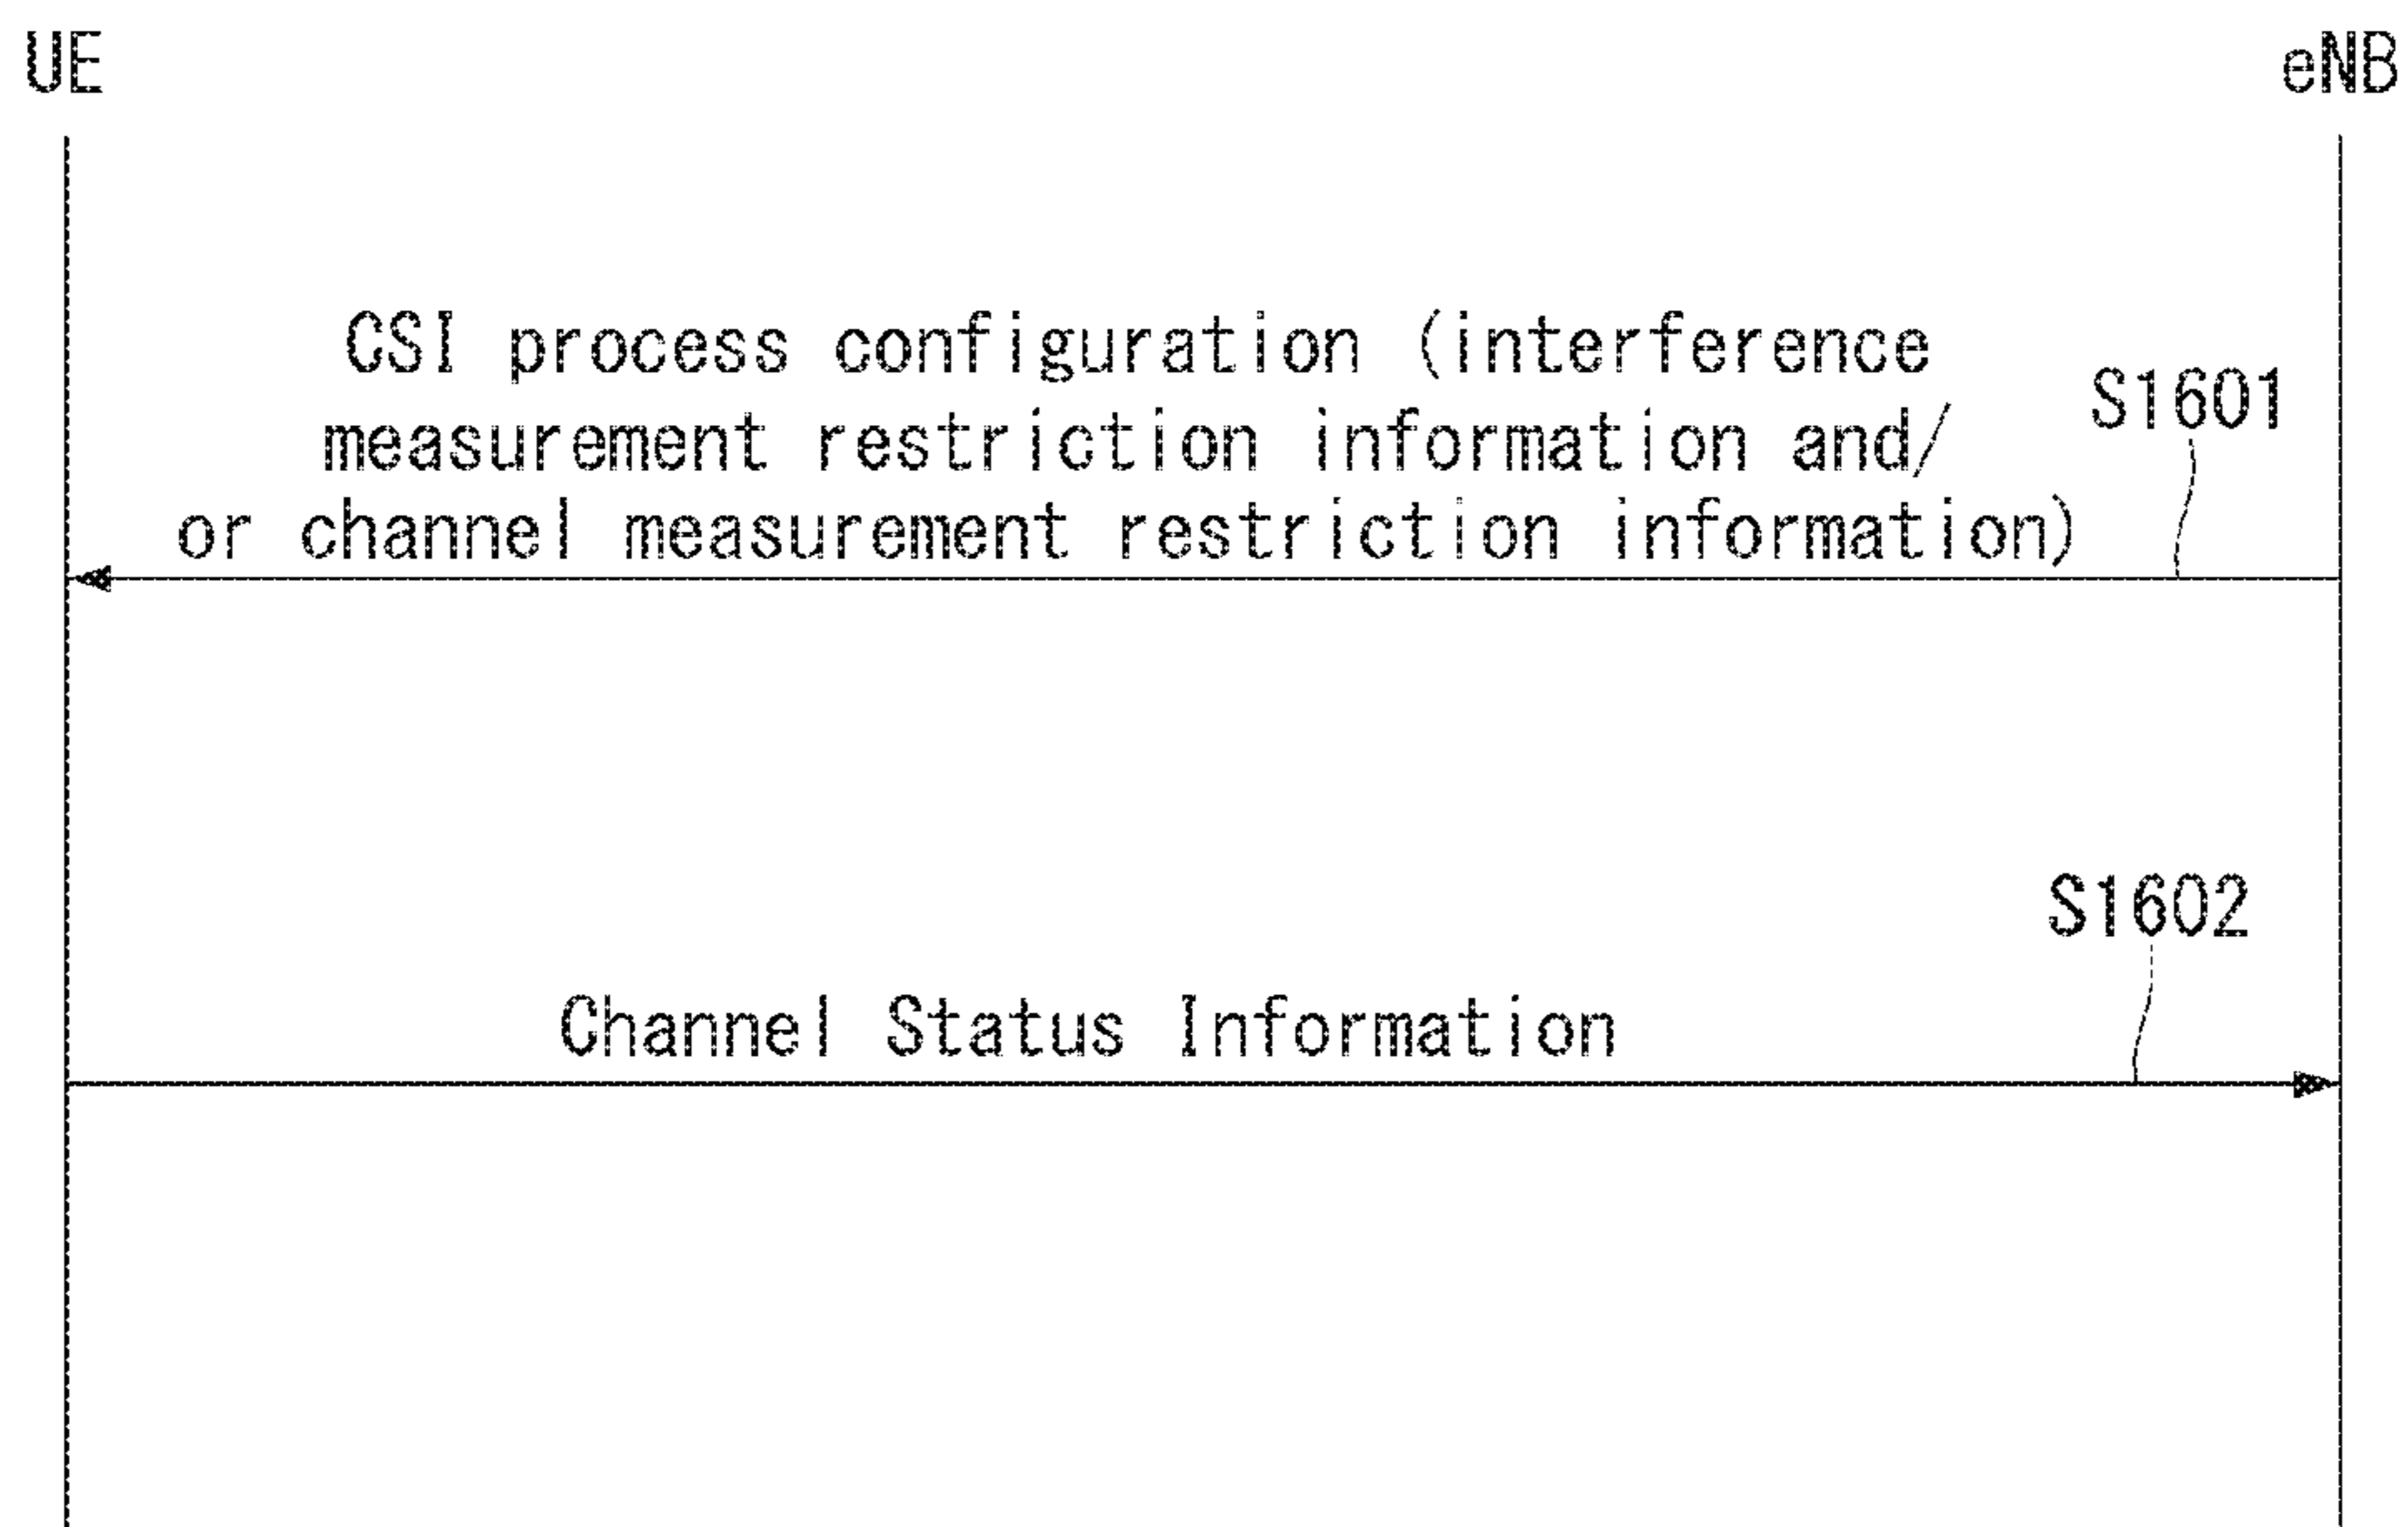 UE
eNB
CSI process configuration (interference
measurement restriction information and/
or channel measurement restriction information)
S1601
S1602
Channel Status Information